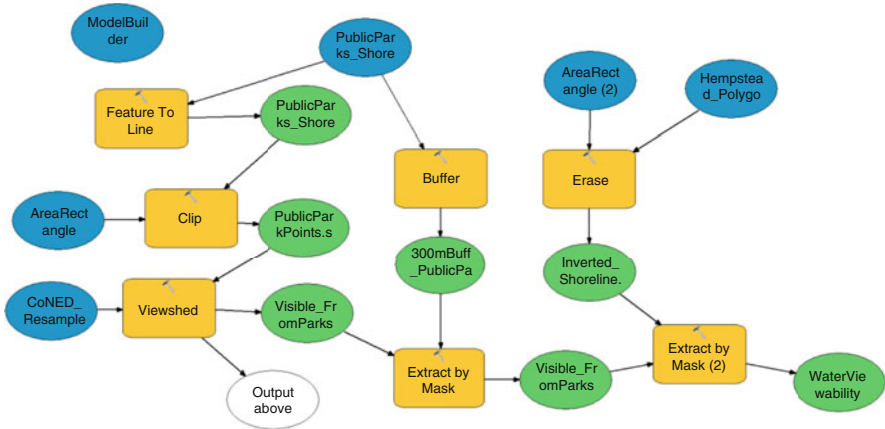 ModelBuil
der
PublicPar
ks_Shore
AreaRect
angle (2)
Hempstea
d_Polygo
Feature To
Line
PublicPar
ks_Shore
Buffer
Erase
AreaRect
angle
Clip
PublicPar
kPoints.s
300mBuff
_PublicPa
Inverted_
Shoreline.
CoNED_
Resample
Viewshed
Visible_Fr
omParks
Extract by
Mask
Visible_Fr
omParks
Extract by
Mask (2)
WaterVie
wability
Output
above